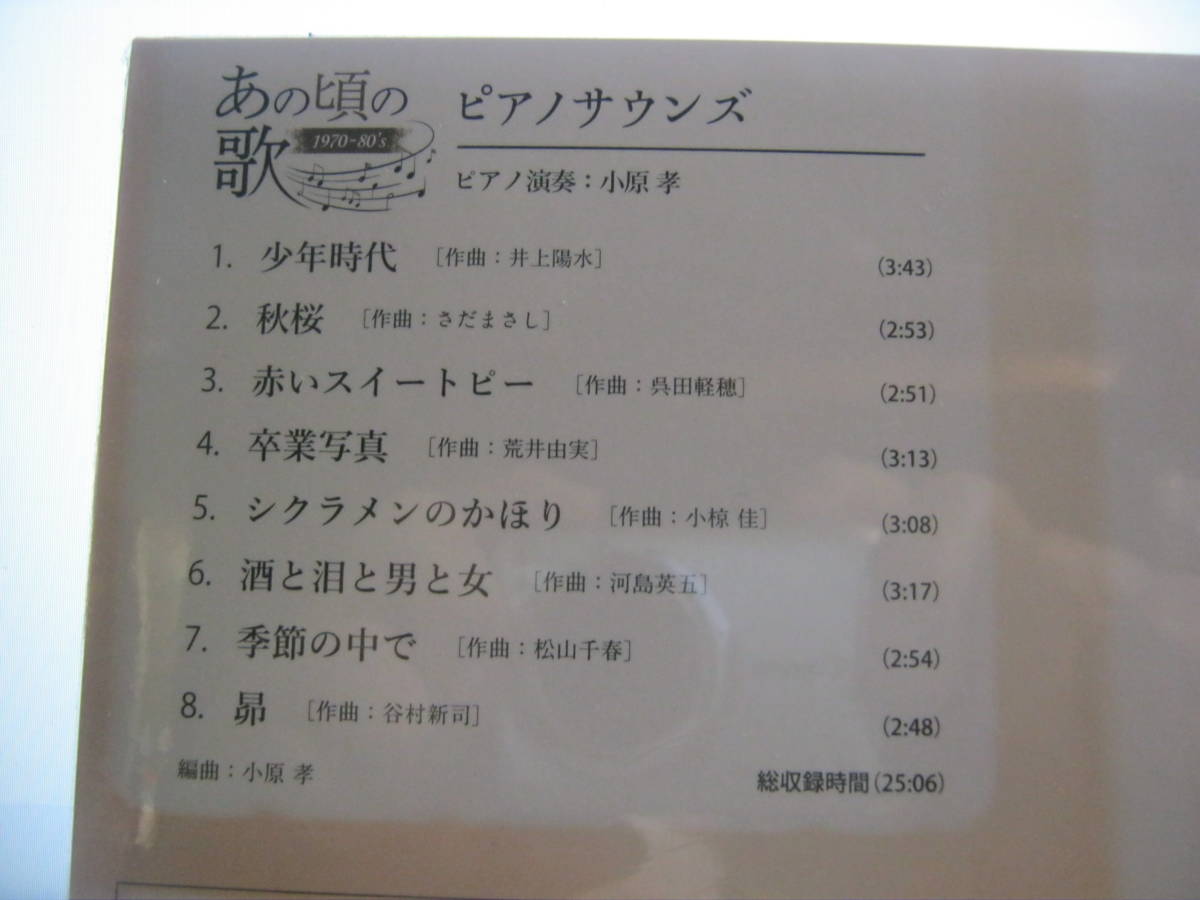 あの頃の
歌
1970-80's
ピアノサウンズ
ピアノ演奏：小原 孝
1. 少年時代 ［作曲：井上陽水］ (3:43)
2. 秋桜 ［作曲：さだまさし］ (2:53)
3. 赤いスイートピー ［作曲：呉田軽穂］ (2:51)
4. 卒業写真 ［作曲：荒井由実］ (3:13)
5. シクラメンのかほり ［作曲：小椋 佳］ (3:08)
6. 酒と泪と男と女 ［作曲：河島英五］ (3:17)
7. 季節の中で ［作曲：松山千春］ (2:54)
8. 昴 ［作曲：谷村新司］ (2:48)
編曲：小原 孝 総収録時間(25:06)